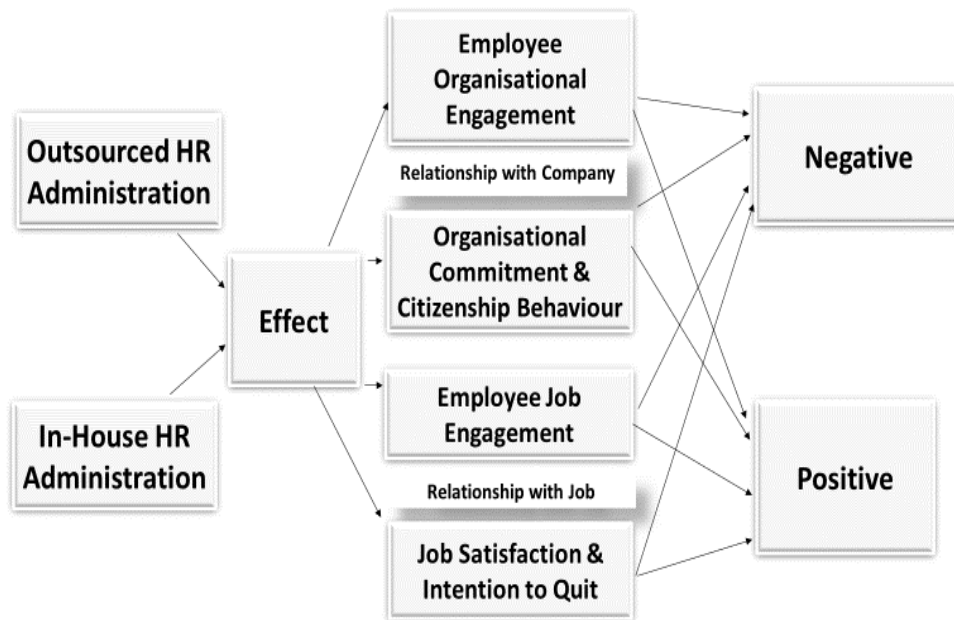 Outsourced HR
Administration
In-House HR
Administration
Effect
Employee
Organisational
Engagement
Relationship with Company
Organisational
Commitment &
Citizenship Behaviour
Employee Job
Engagement
Relationship with Job
Job Satisfaction &
Intention to Quit
Negative
Positive